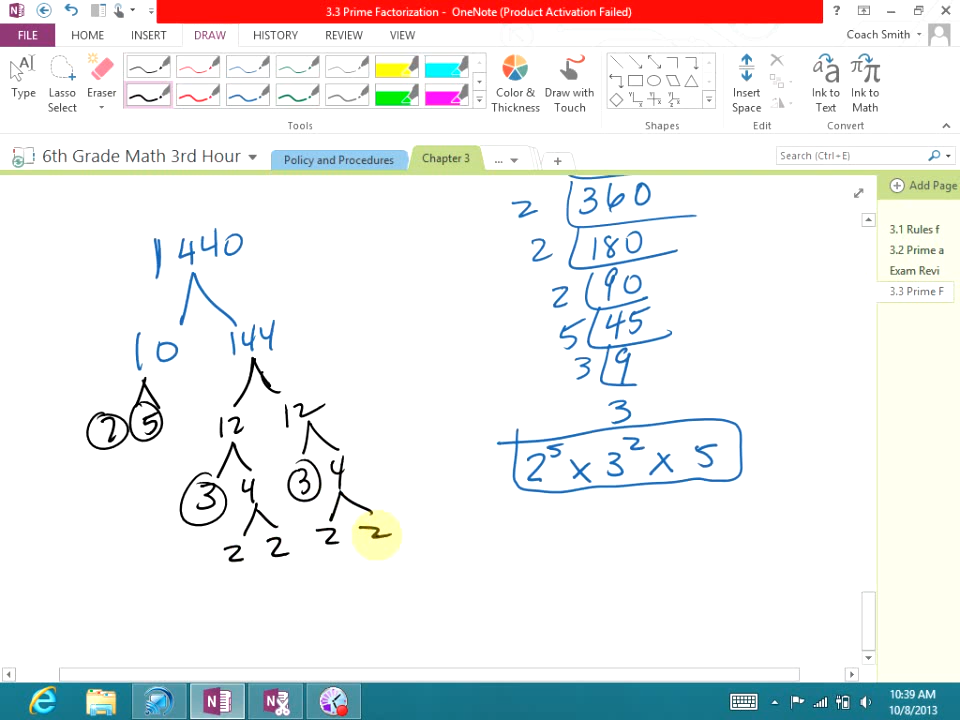 3.3 Prime Factorization - OneNote (Product Activation Failed)
FILE HOME INSERT DRAW HISTORY REVIEW VIEW Coach Smith
Type Lasso Select Eraser Color & Thickness Draw with Touch Insert Space Ink to Text Ink to Math
Tools Shapes Edit Convert
6th Grade Math 3rd Hour Policy and Procedures Chapter 3 ... + Search (Ctrl+E)
Add Page
3.1 Rules f
3.2 Prime a
Exam Revi
3.3 Prime F
1440
10 144
2 5 12 12
3 4 3 4
2 2 2 2
2 360
2 180
2 90
5 45
3 9
3
2⁵ x 3² x 5
10:39 AM
10/8/2013